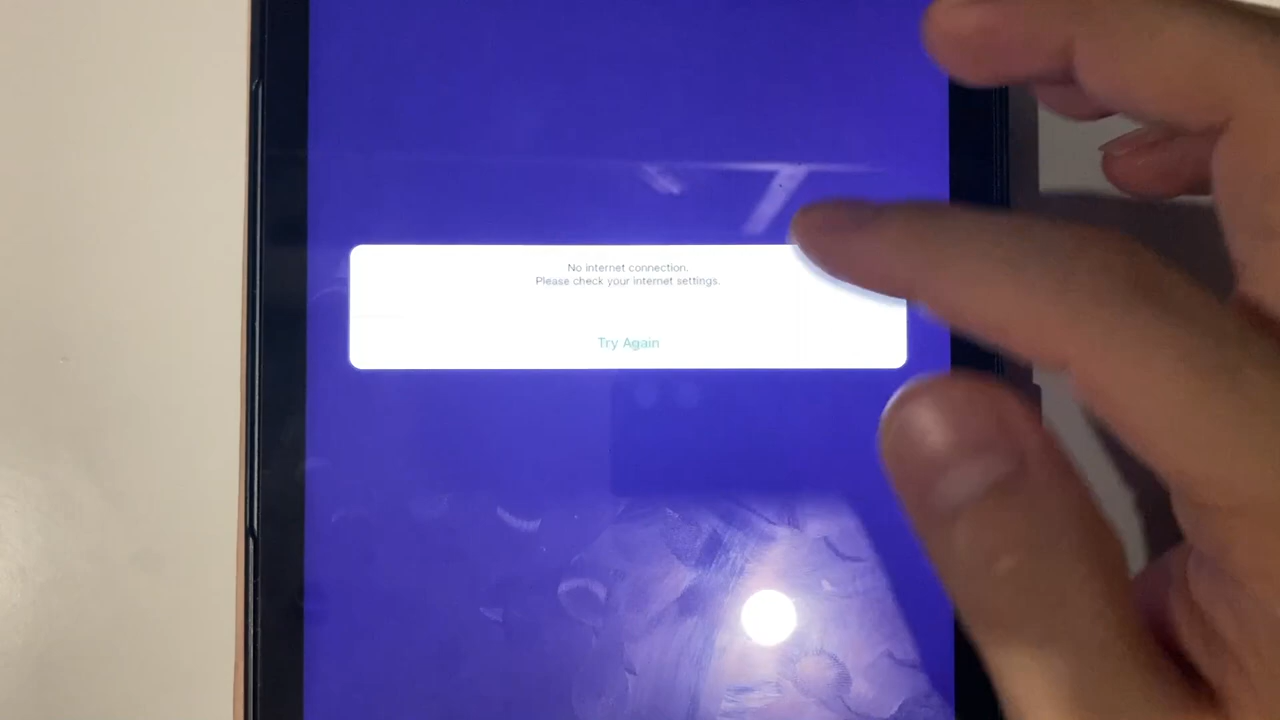 No internet connection.
Please check your internet settings.
Try Again